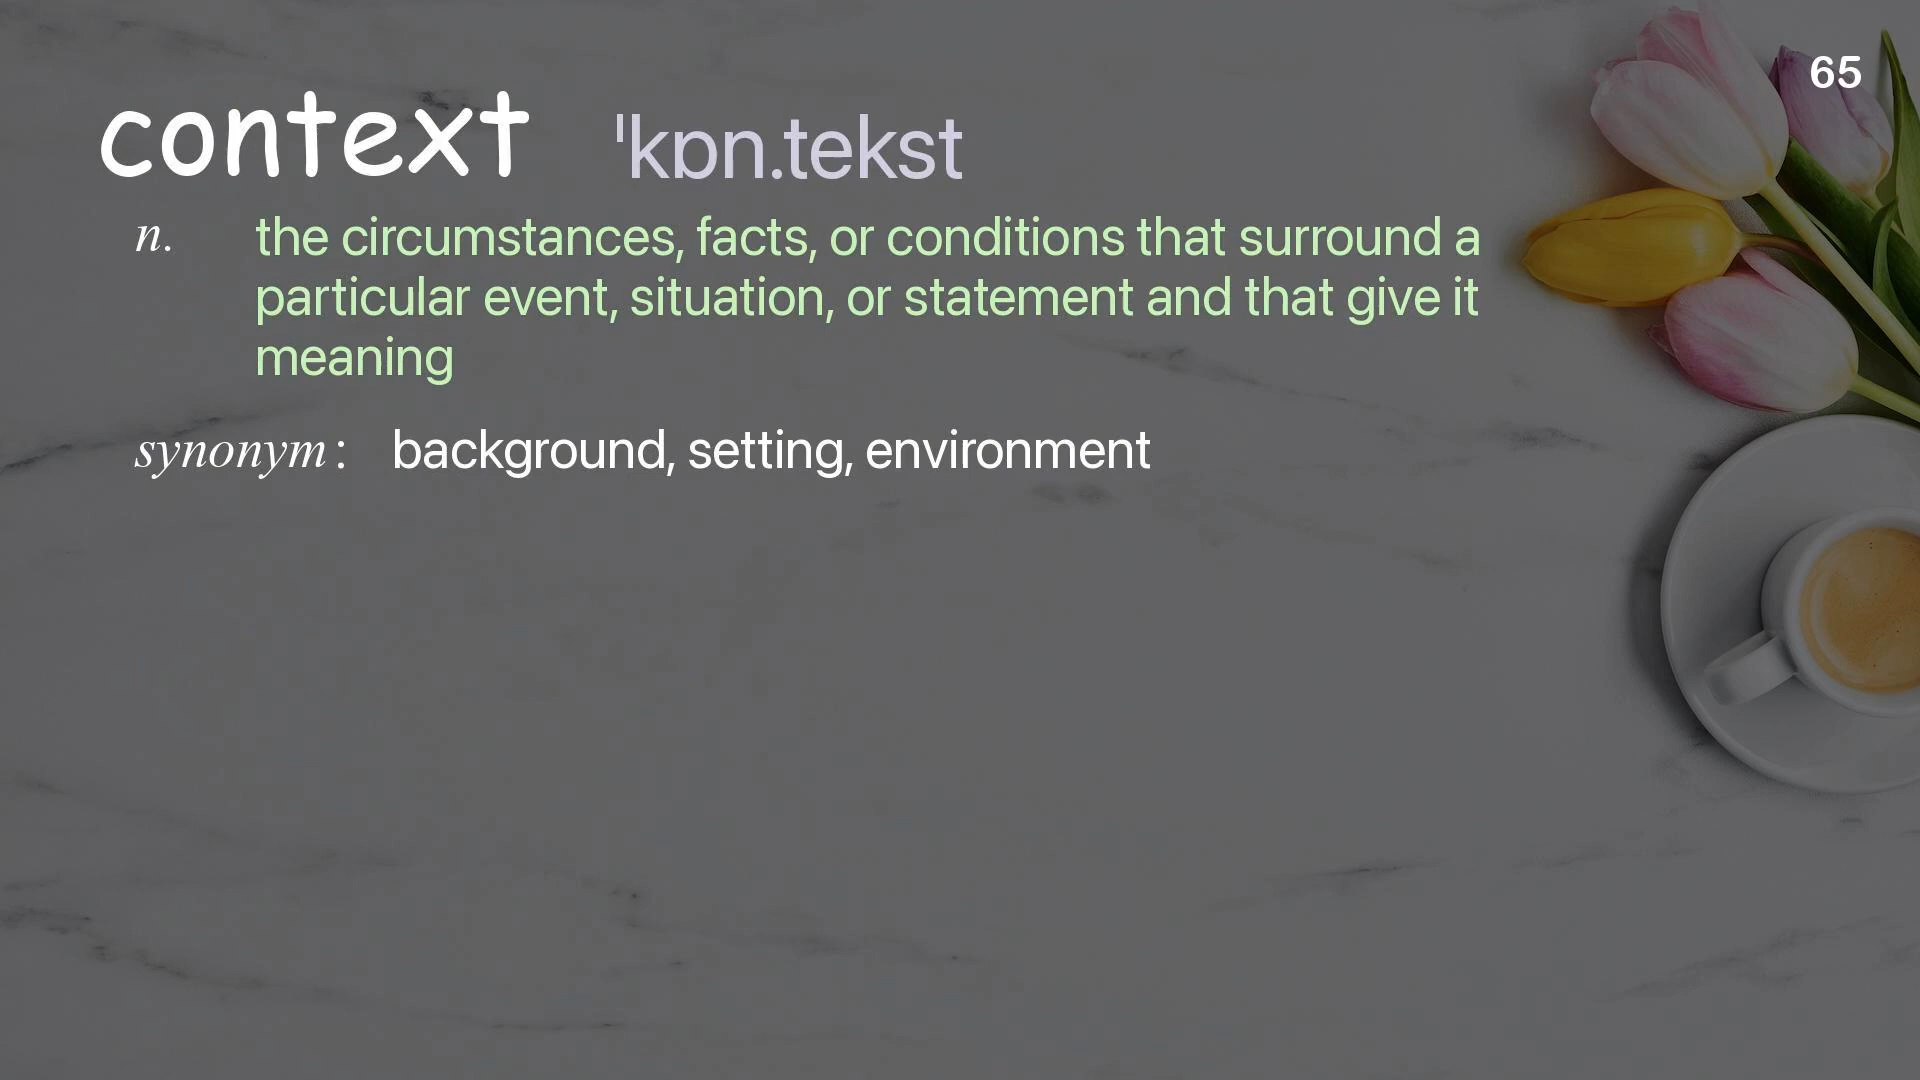 65
context ˈkɒn.tekst
n. the circumstances, facts, or conditions that surround a
particular event, situation, or statement and that give it
meaning
synonym : background, setting, environment